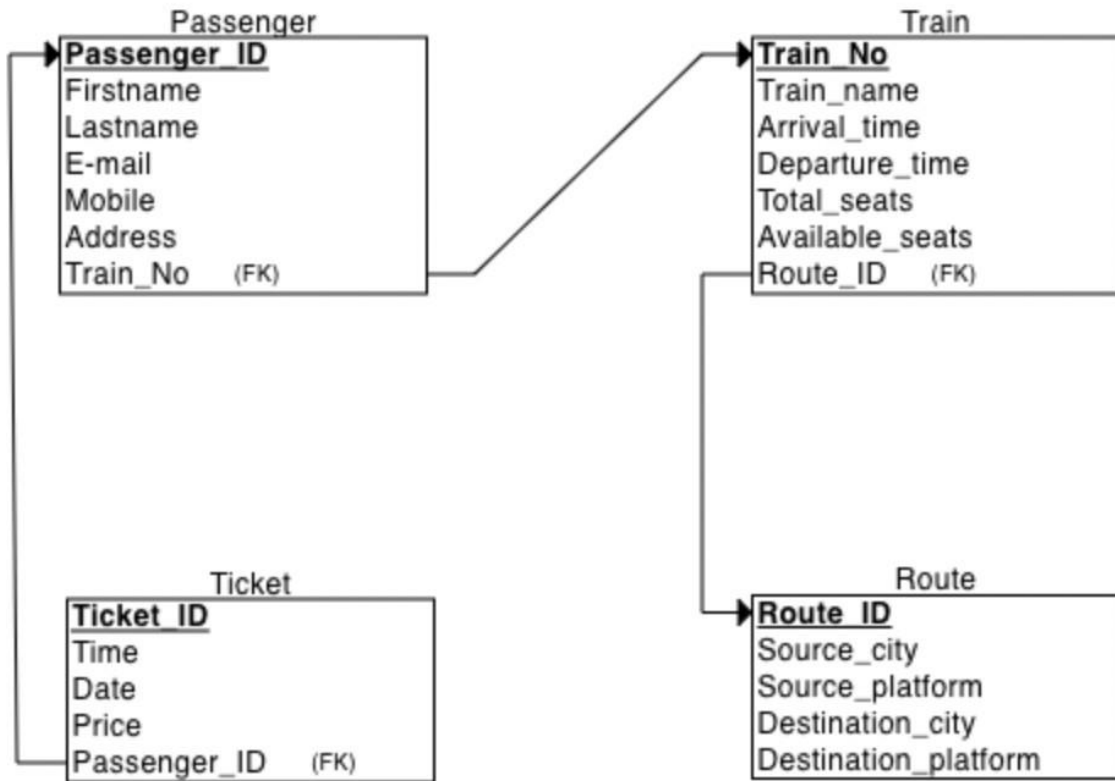 Passenger
Passenger_ID
Firstname
Lastname
E-mail
Mobile
Address
Train_No (FK)
Train
Train_No
Train_name
Arrival_time
Departure_time
Total_seats
Available_seats
Route_ID (FK)
Ticket
Ticket_ID
Time
Date
Price
Passenger_ID (FK)
Route
Route_ID
Source_city
Source_platform
Destination_city
Destination_platform